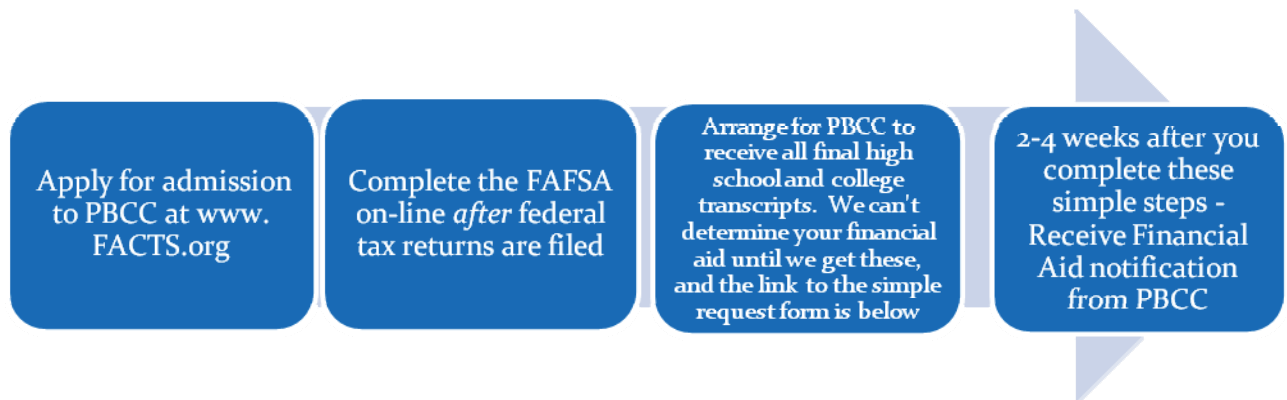 Apply for admission
to PBCC at www.
FACTS.org
Complete the FAFSA
on-line after federal
tax returns are filed
Arrange for PBCC to
receive all final high
school and college
transcripts. We can't
determine your financial
aid until we get these,
and the link to the simple
request form is below
2-4 weeks after you
complete these
simple steps -
Receive Financial
Aid notification
from PBCC